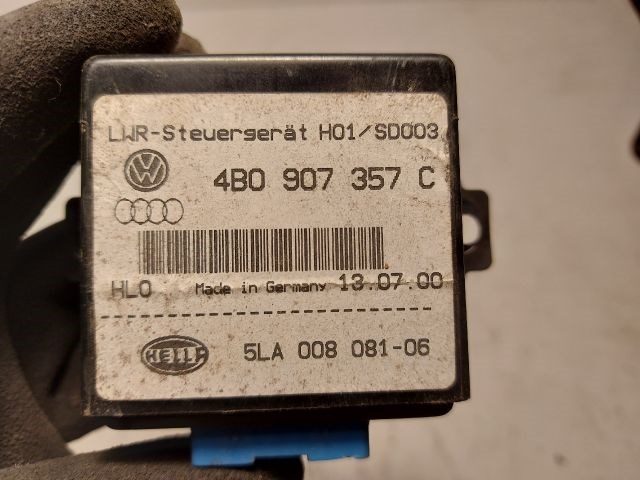 LWR-Steuergerät H01/SD003
4B0 907 357 C
HLO Made in Germany 13.07.00
HELLA 5LA 008 081-06